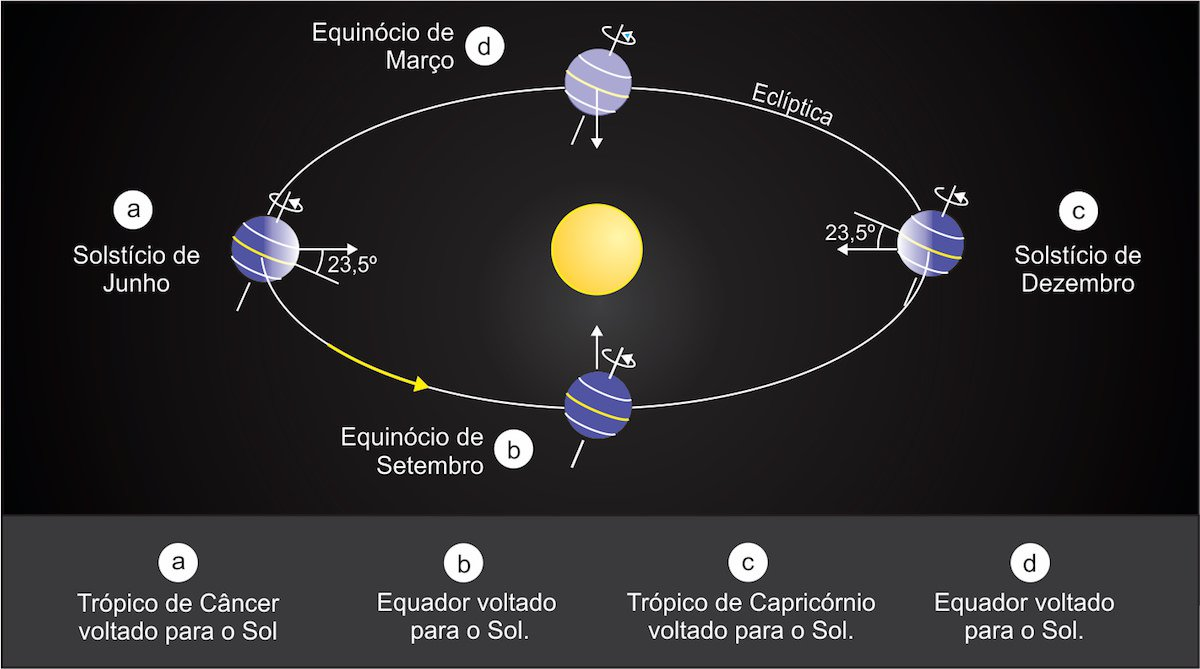 Equinócio de
Março
d
Eclíptica
a
Solstício de
Junho
23,5º
23,5º
c
Solstício de
Dezembro
Equinócio de
Setembro
b
a
Trópico de Câncer
voltado para o Sol
b
Equador voltado
para o Sol.
c
Trópico de Capricórnio
voltado para o Sol.
d
Equador voltado
para o Sol.